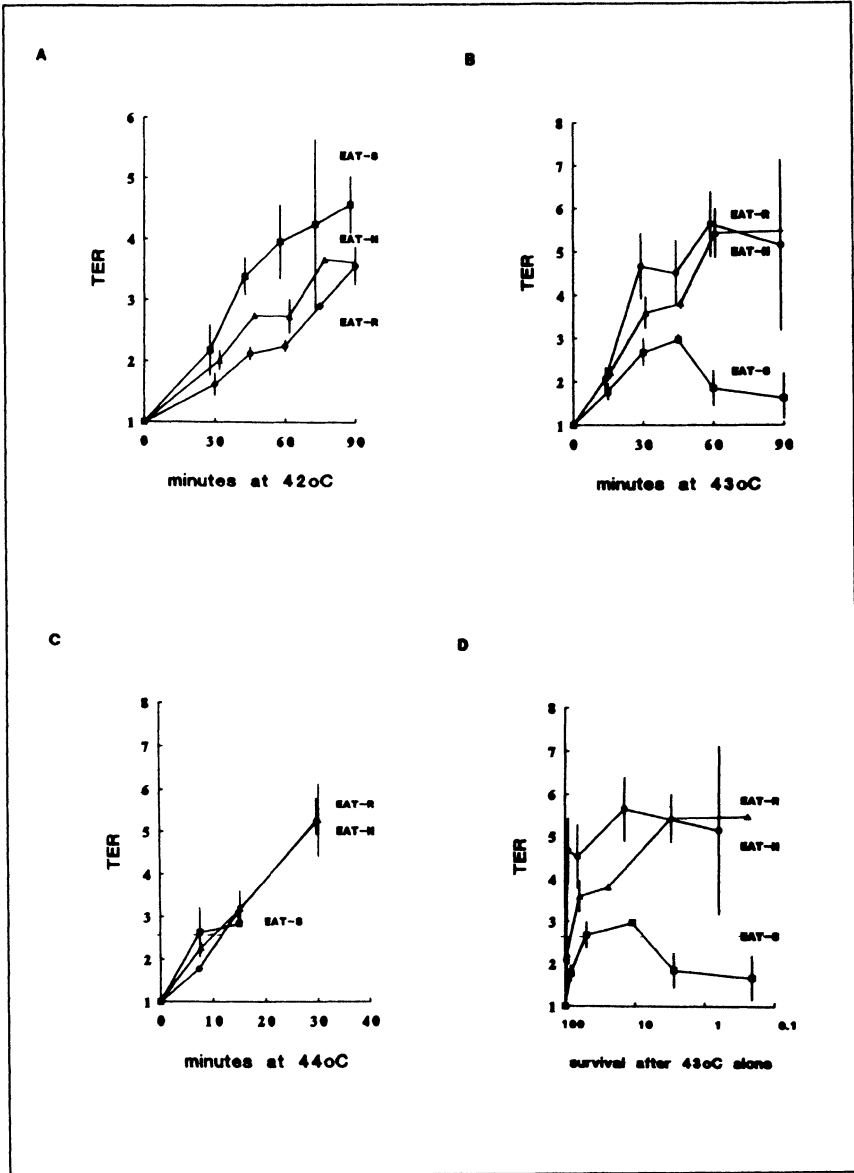 A
6
5
4
3
2
1
TER
EAT-S
EAT-N
EAT-R
0 30 60 90
minutes at 42oC
B
8
7
6
5
4
3
2
1
TER
EAT-R
EAT-N
EAT-S
0 30 60 90
minutes at 43oC
C
8
7
6
5
4
3
2
1
TER
EAT-R
EAT-N
EAT-S
0 10 20 30 40
minutes at 44oC
D
8
7
6
5
4
3
2
1
TER
EAT-R
EAT-N
EAT-S
100 10 1 0.1
survival after 43oC alone